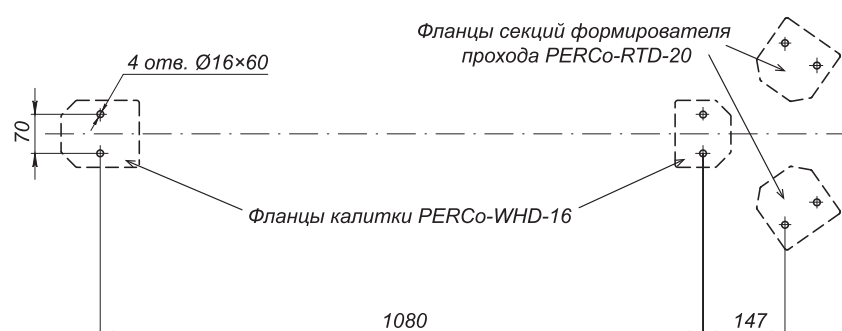 Фланцы секций формирователя
прохода PERCo-RTD-20
4 отв. Ø16×60
70
Фланцы калитки PERCo-WHD-16
1080
147